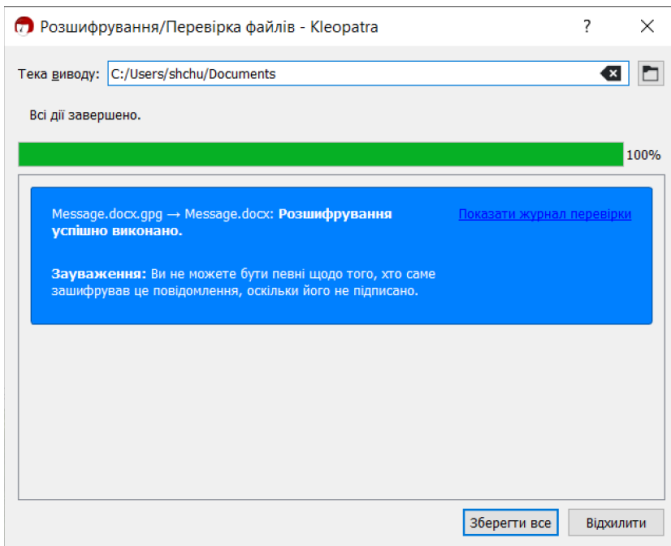 Розшифрування/Перевірка файлів - Kleopatra ? ×
Тека виводу: C:/Users/shchu/Documents
Всі дії завершено.
100%
Message.docx.gpg → Message.docx: Розшифрування Показати журнал перевірки
успішно виконано.
Зауваження: Ви не можете бути певні щодо того, хто саме
зашифрував це повідомлення, оскільки його не підписано.
Зберегти все Відхилити